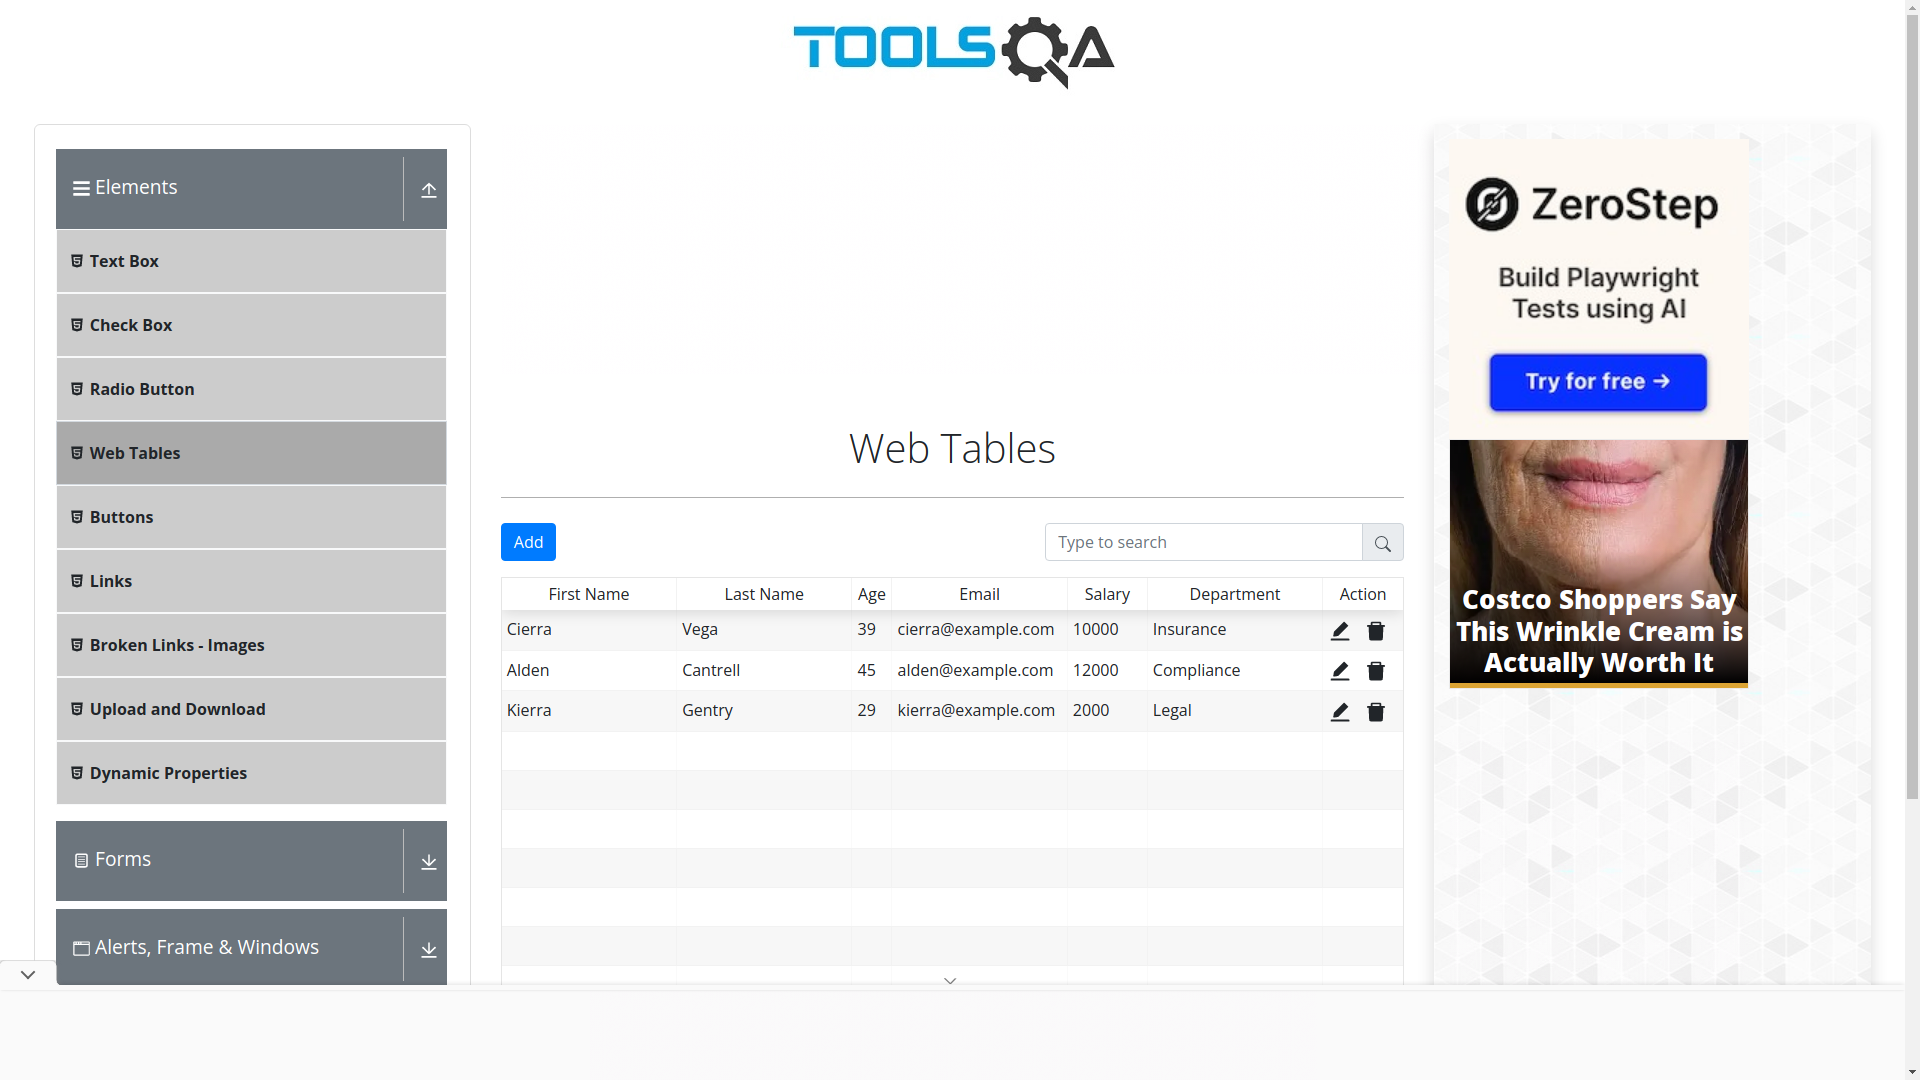 TOOLSQA
Elements
Text Box
Check Box
Radio Button
Web Tables
Buttons
Links
Broken Links - Images
Upload and Download
Dynamic Properties
Forms
Alerts, Frame & Windows
Web Tables
Add
Type to search
First Name Last Name Age Email Salary Department Action
Cierra Vega 39 cierra@example.com 10000 Insurance
Alden Cantrell 45 alden@example.com 12000 Compliance
Kierra Gentry 29 kierra@example.com 2000 Legal
ZeroStep
Build Playwright
Tests using AI
Try for free →
Costco Shoppers Say
This Wrinkle Cream is
Actually Worth It